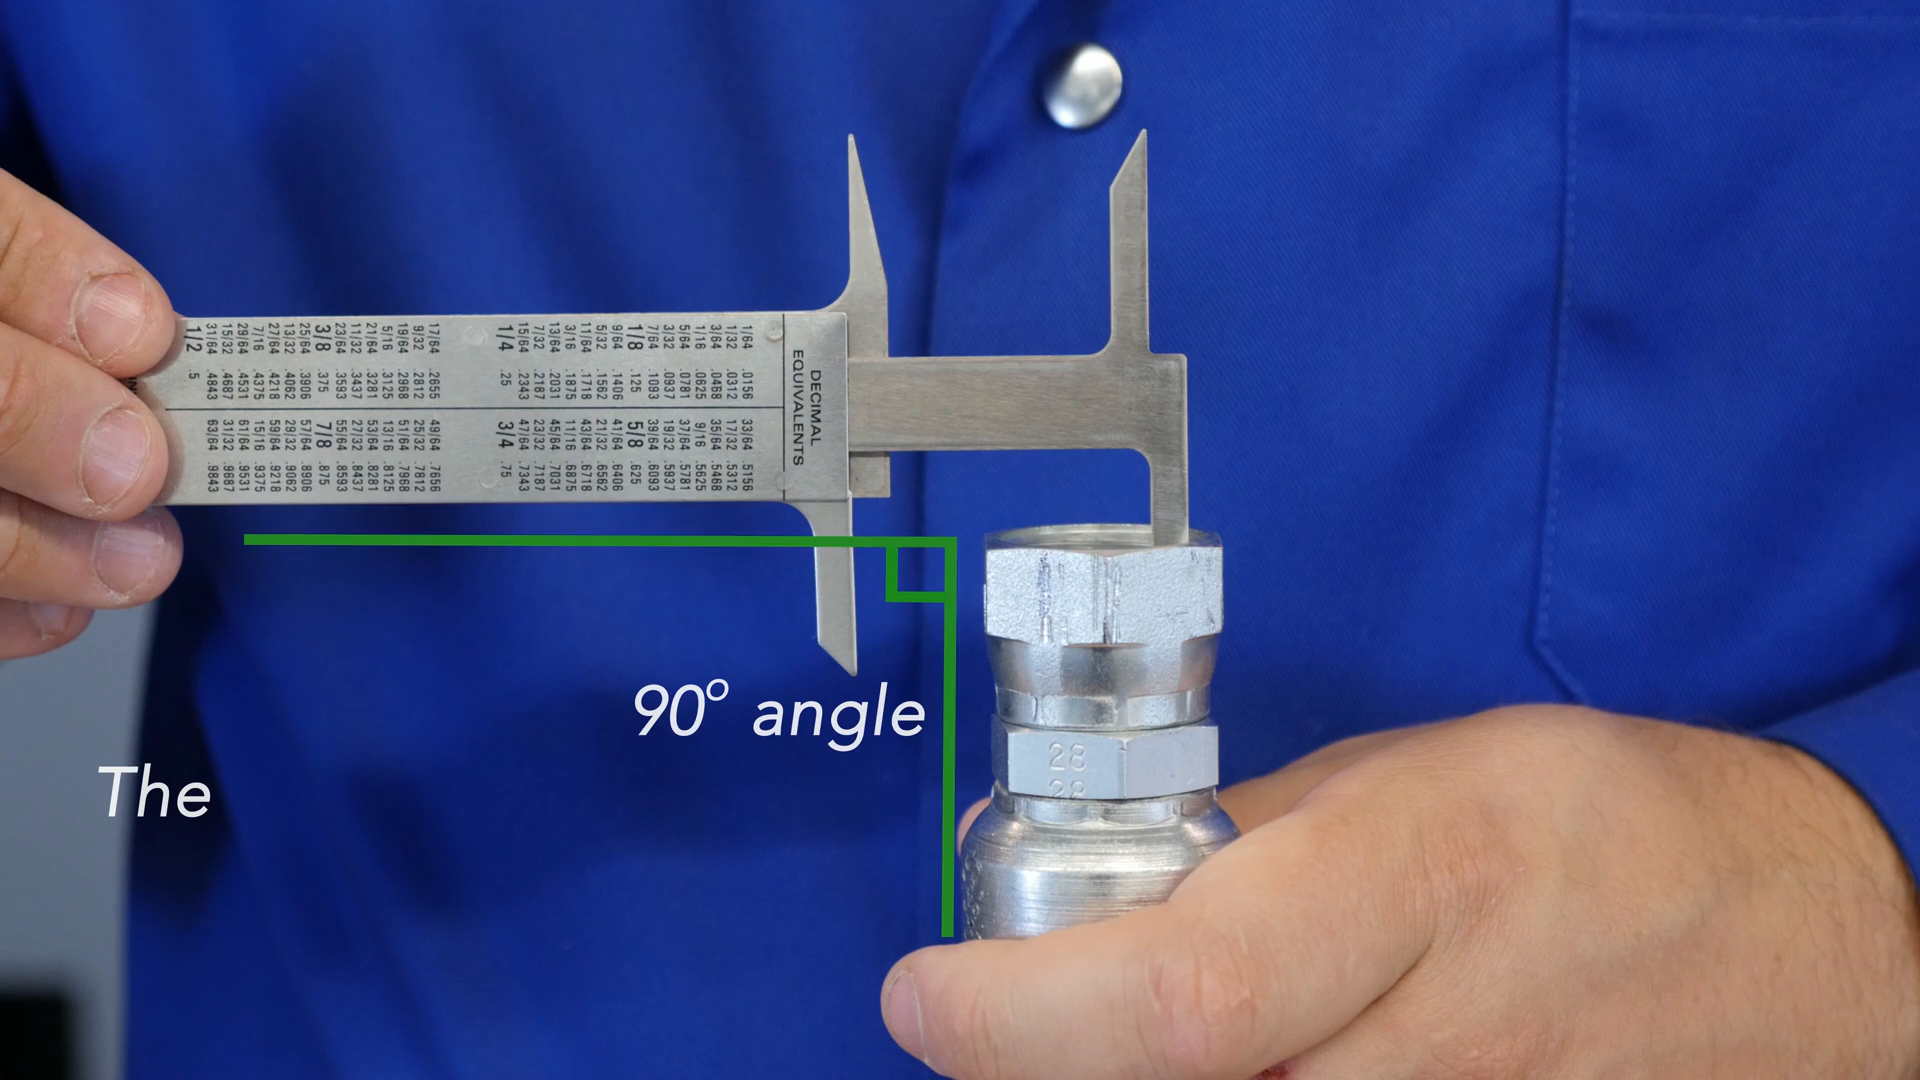 DECIMAL
EQUIVALENTS
1/64 .0156 33/64 .5156
1/32 .0312 17/32 .5312
3/64 .0468 35/64 .5468
1/16 .0625 9/16 .5625
5/64 .0781 37/64 .5781
3/32 .0937 19/32 .5937
7/64 .1093 39/64 .6093
1/8 .125 5/8 .625
9/64 .1406 41/64 .6406
5/32 .1562 21/32 .6562
11/64 .1718 43/64 .6718
3/16 .1875 11/16 .6875
13/64 .2031 45/64 .7031
7/32 .2187 23/32 .7187
15/64 .2343 47/64 .7343
1/4 .25 3/4 .75
17/64 .2655 49/64 .7656
9/32 .2812 25/32 .7812
19/64 .2968 51/64 .7968
5/16 .3125 13/16 .8125
21/64 .3281 53/64 .8281
11/32 .3437 27/32 .8437
23/64 .3593 55/64 .8593
3/8 .375 7/8 .875
25/64 .3906 57/64 .8906
13/32 .4062 29/32 .9062
27/64 .4218 59/64 .9218
7/16 .4375 15/16 .9375
29/64 .4531 61/64 .9531
15/32 .4687 31/32 .9687
31/64 .4843 63/64 .9843
1/2 .5
90° angle
The
28
28